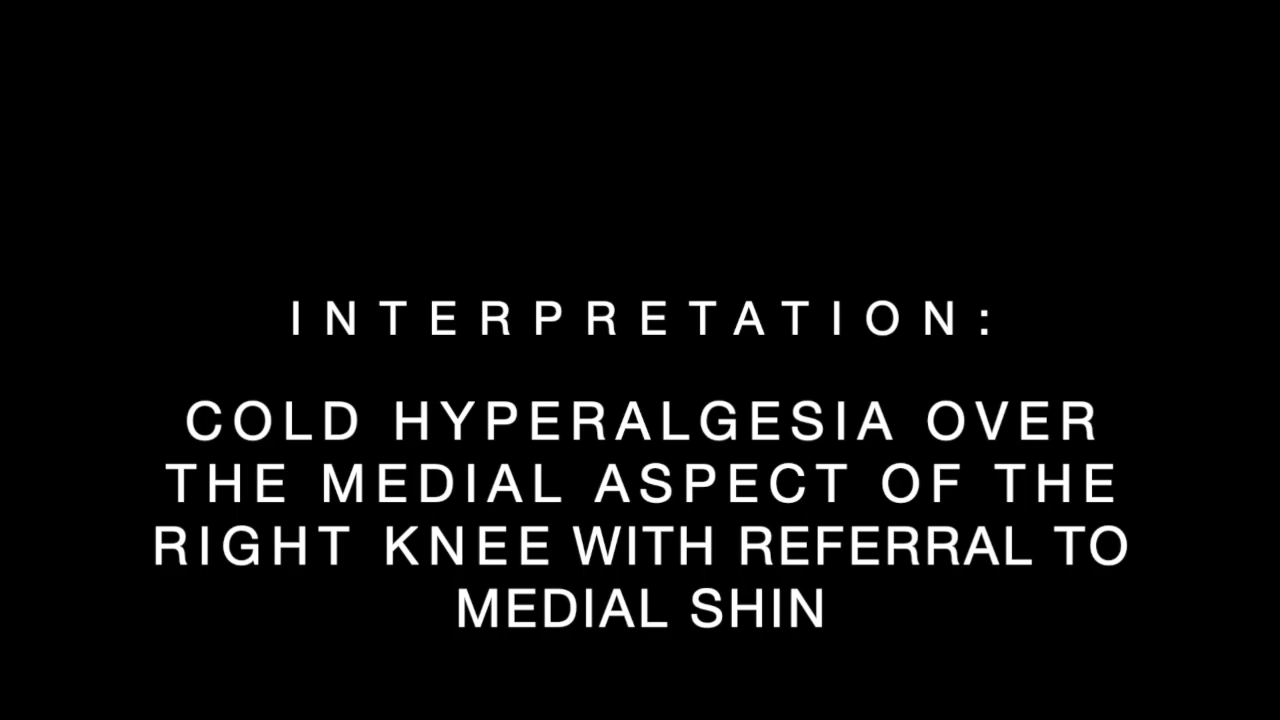 INTERPRETATION:
COLD HYPERALGESIA OVER
THE MEDIAL ASPECT OF THE
RIGHT KNEE WITH REFERRAL TO
MEDIAL SHIN